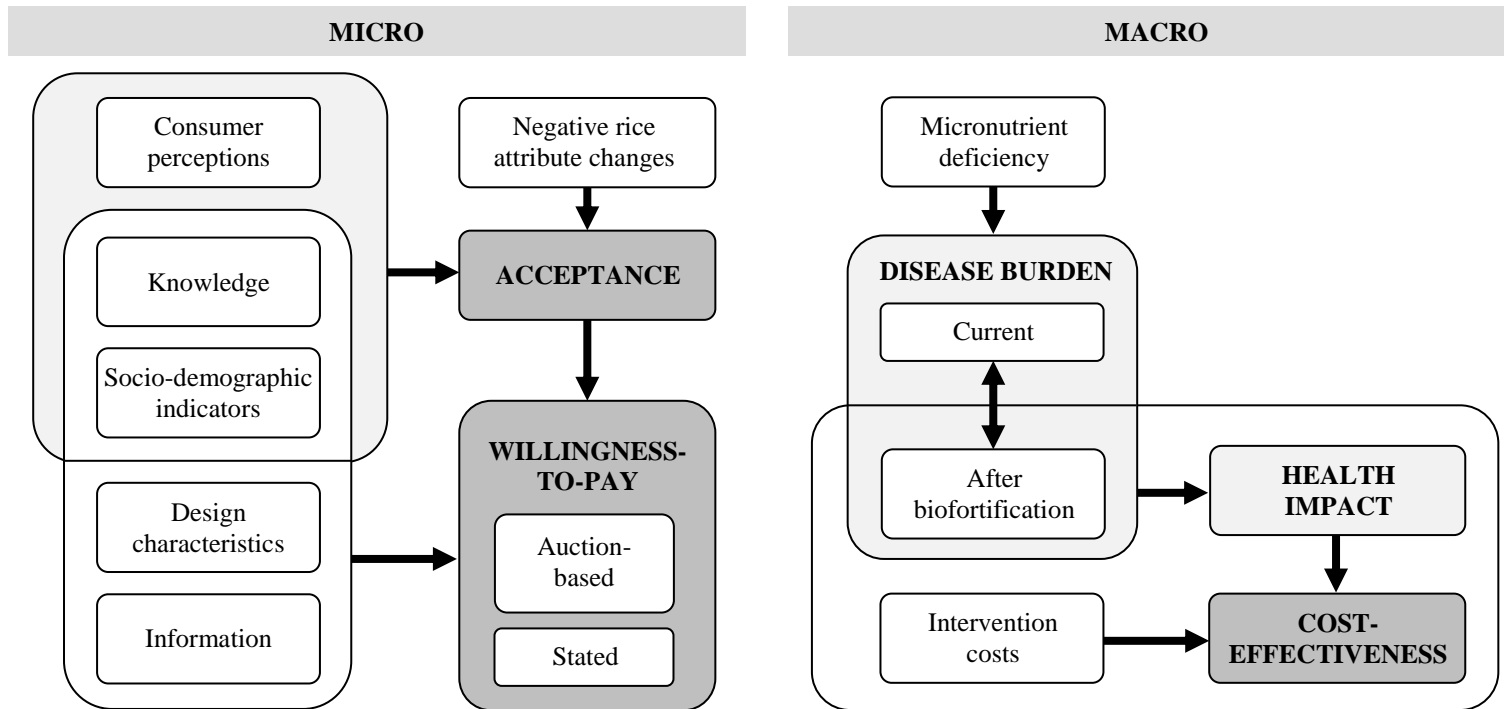 MICRO
Consumer
perceptions
Knowledge
Socio-demographic
indicators
Design
characteristics
Information
Negative rice
attribute changes
ACCEPTANCE
WILLINGNESS-
TO-PAY
Auction-
based
Stated
MACRO
Micronutrient
deficiency
DISEASE BURDEN
Current
After
biofortification
HEALTH
IMPACT
Intervention
costs
COST-
EFFECTIVENESS